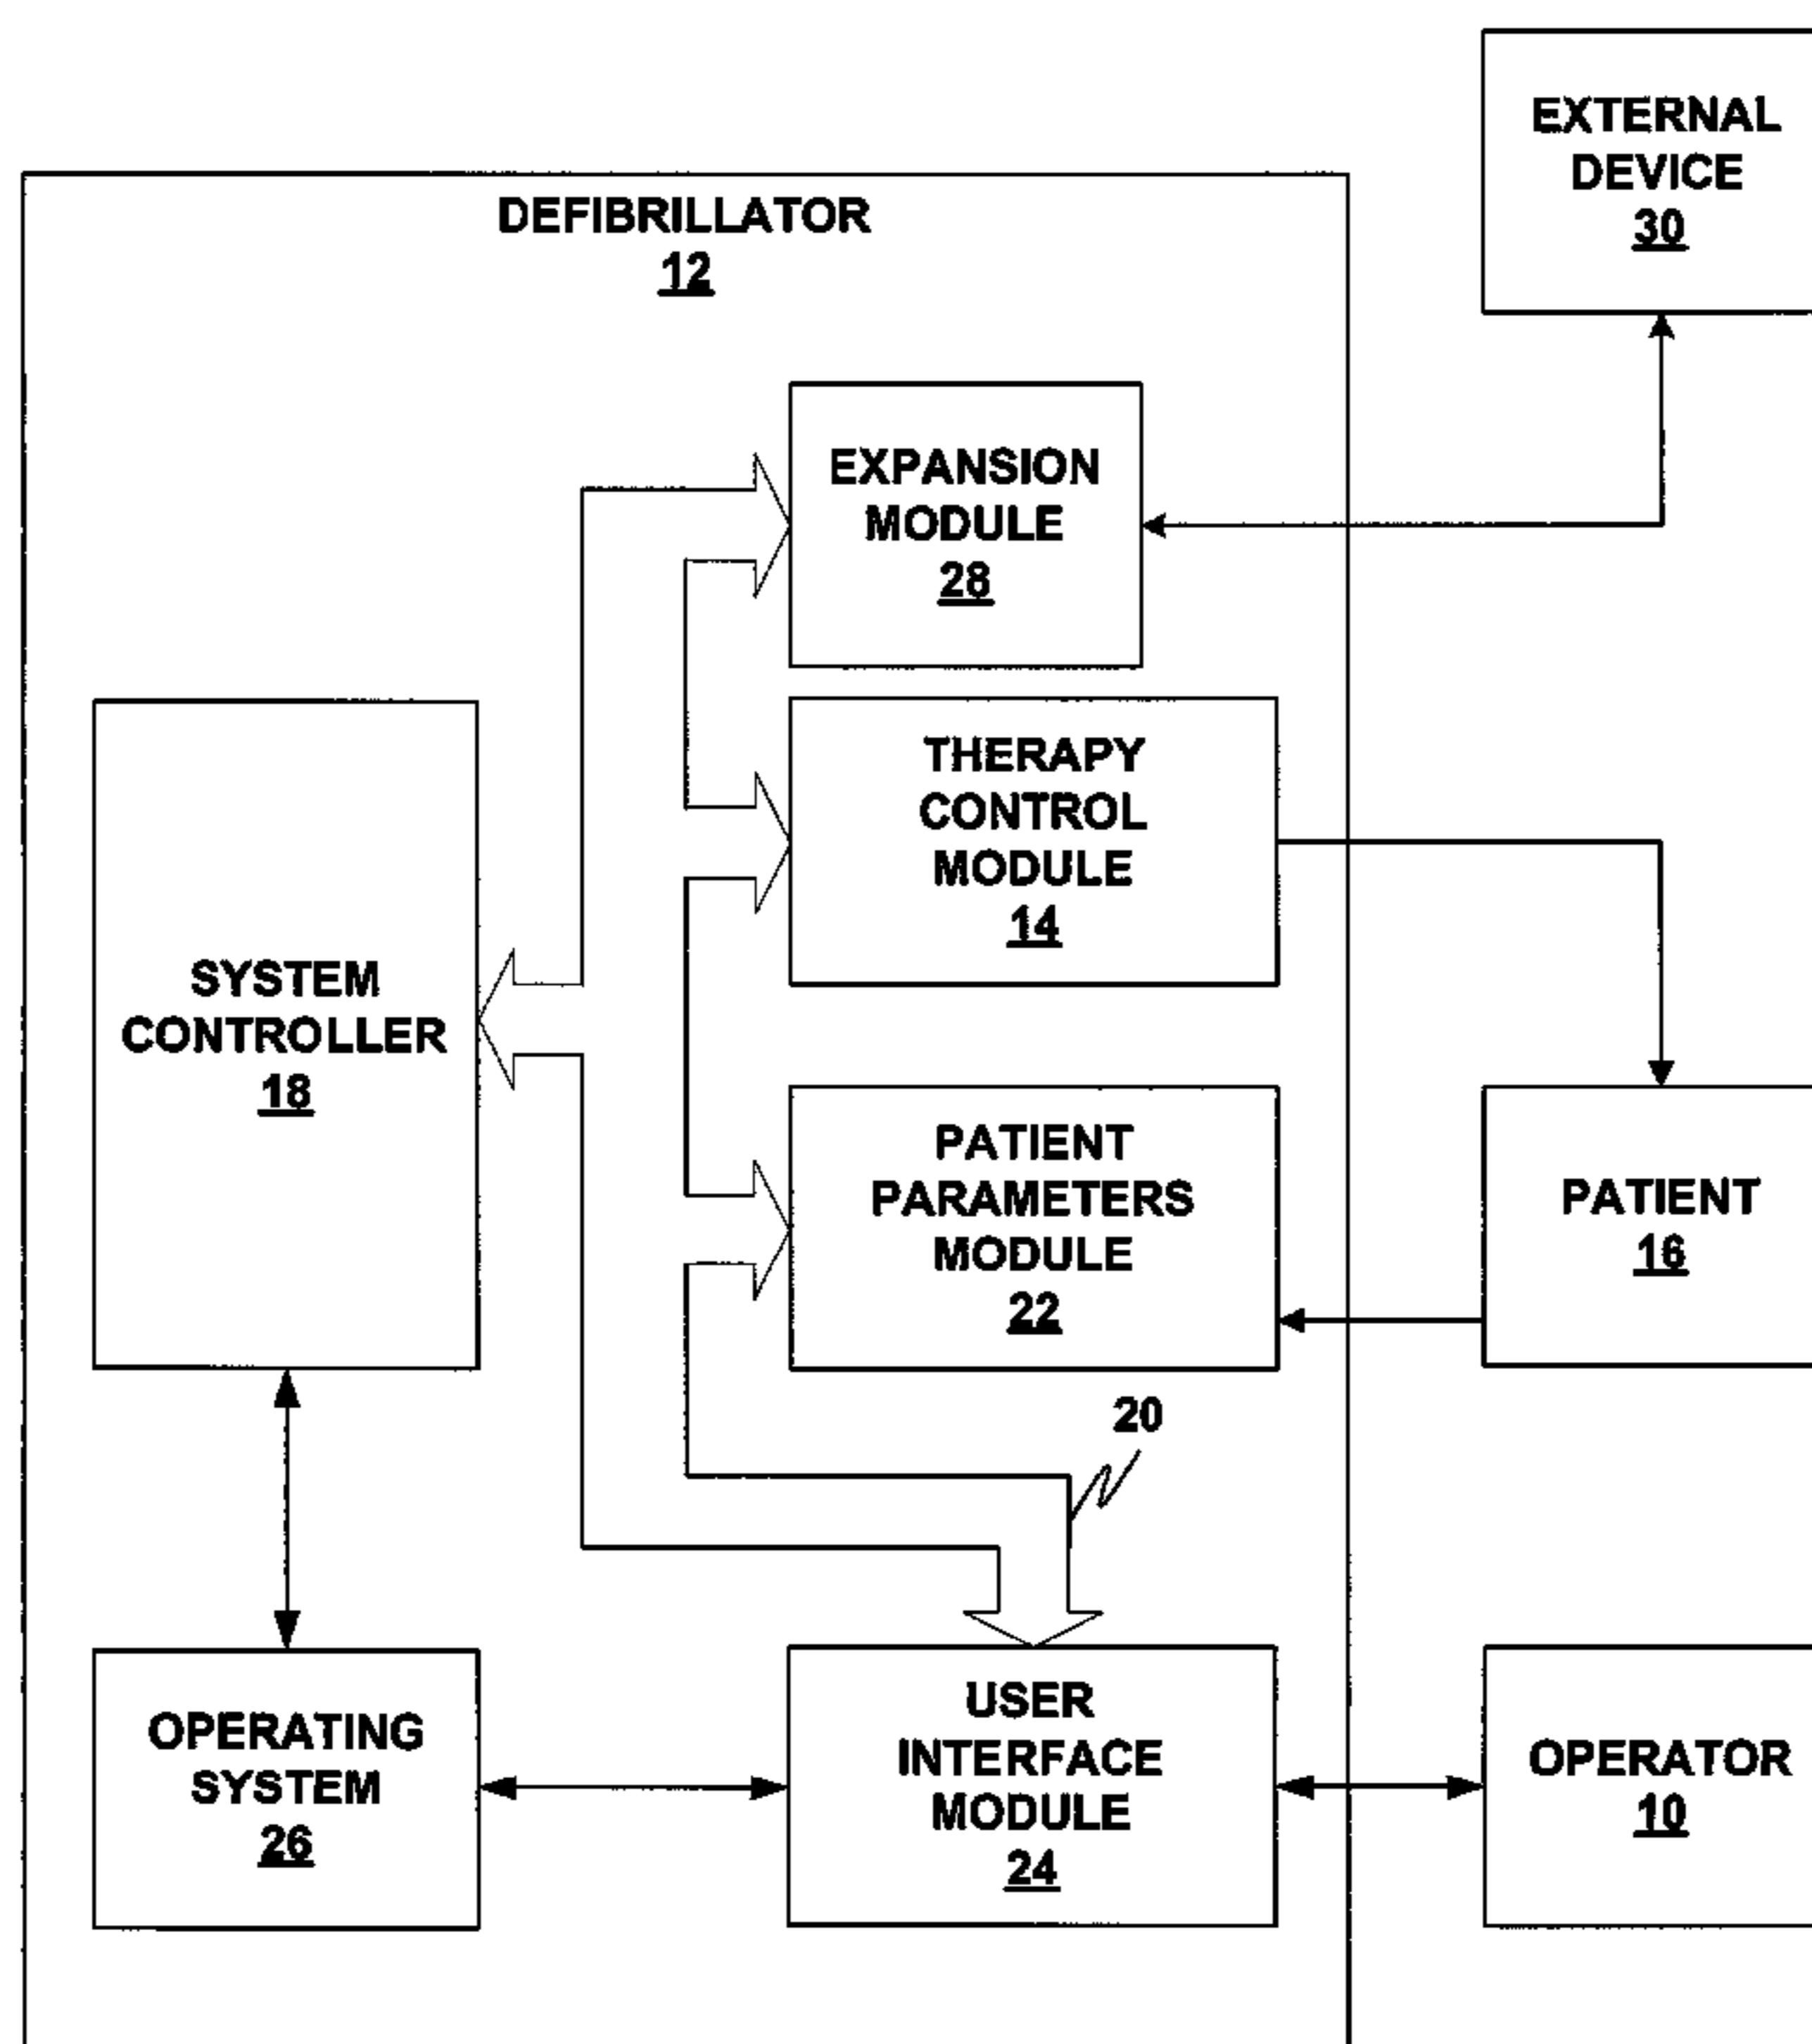 EXTERNAL
DEVICE
30
DEFIBRILLATOR
12
EXPANSION
MODULE
28
THERAPY
CONTROL
MODULE
14
SYSTEM
CONTROLLER
18
PATIENT
PARAMETERS
MODULE
22
PATIENT
16
20
OPERATING
SYSTEM
26
USER
INTERFACE
MODULE
24
OPERATOR
10